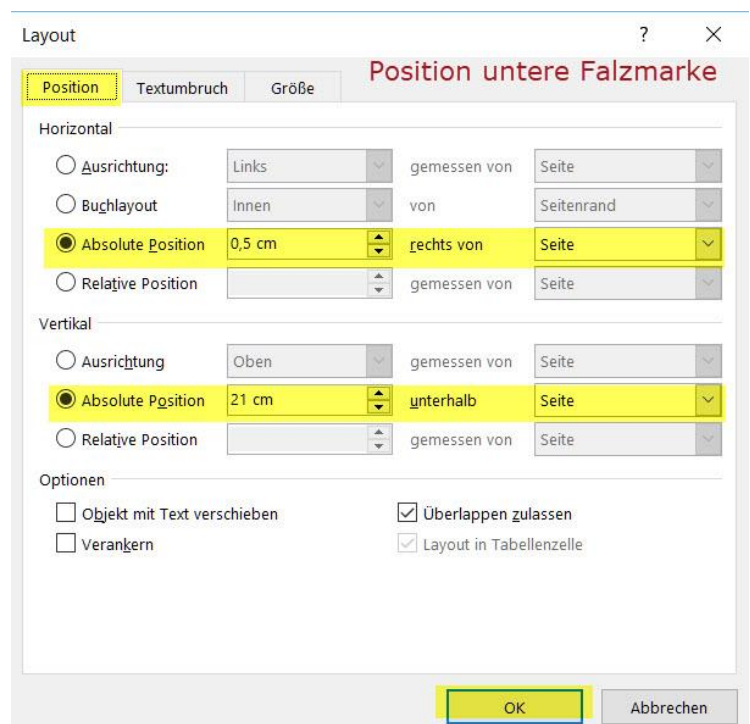 Layout ?
Position untere Falzmarke
Position Textumbruch Größe
Horizontal
Ausrichtung: Links gemessen von Seite
Buchlayout Innen von Seitenrand
Absolute Position 0,5 cm rechts von Seite
Relative Position gemessen von Seite
Vertikal
Ausrichtung Oben gemessen von Seite
Absolute Position 21 cm unterhalb Seite
Relative Position gemessen von Seite
Optionen
Objekt mit Text verschieben Überlappen zulassen
Verankern Layout in Tabellenzelle
OK Abbrechen